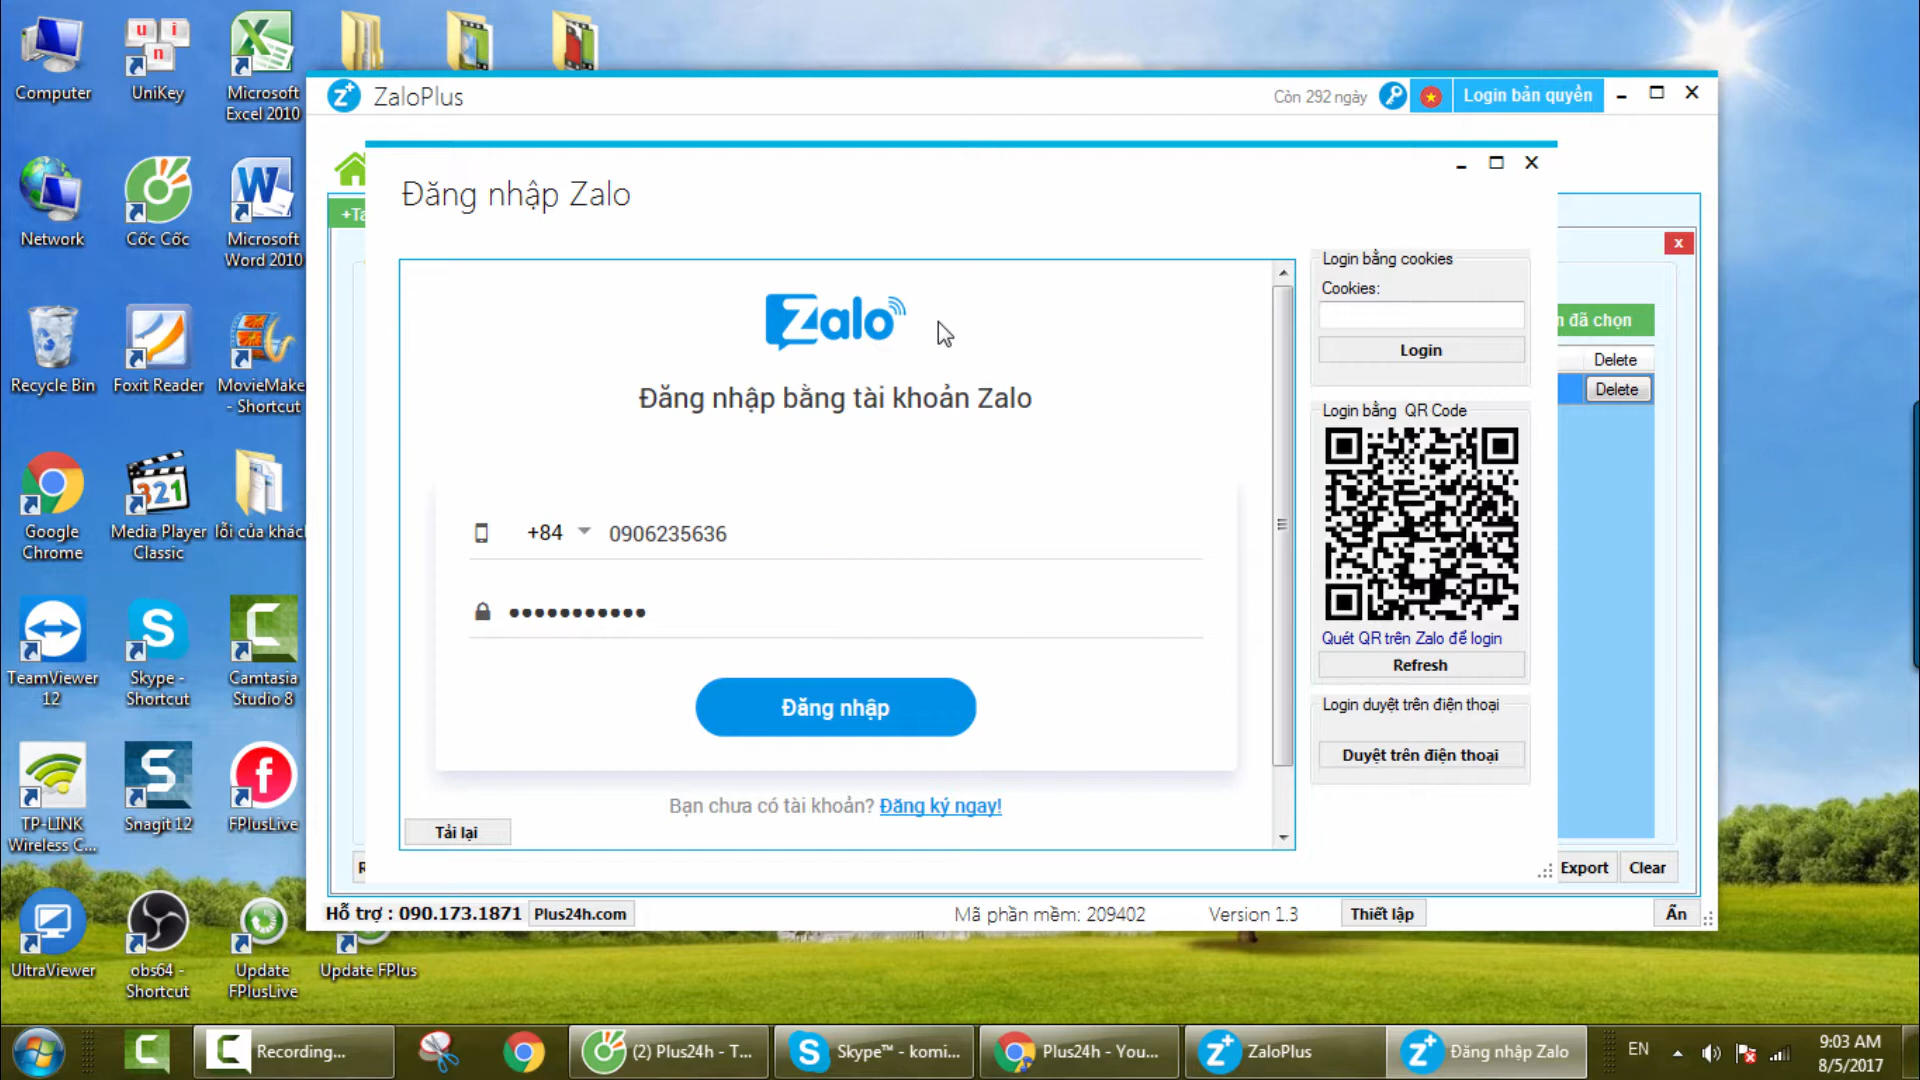 Computer
UniKey
Microsoft
Excel 2010
Network
Cốc Cốc
Microsoft
Word 2010
Recycle Bin
Foxit Reader
MovieMake
- Shortcut
Google
Chrome
Media Player
Classic
lỗi của khách
TeamViewer
12
Skype -
Shortcut
Camtasia
Studio 8
TP-LINK
Wireless C...
Snagit 12
FPlusLive
UltraViewer
obs64 -
Shortcut
Update
FPlusLive
Update FPlus
ZaloPlus
Còn 292 ngày
Login bản quyền
Đăng nhập Zalo
Zalo
Đăng nhập bằng tài khoản Zalo
+84
0906235636
Đăng nhập
Bạn chưa có tài khoản? Đăng ký ngay!
Tải lại
Login bằng cookies
Cookies:
Login
Login bằng QR Code
Quét QR trên Zalo để login
Refresh
Login duyệt trên điện thoại
Duyệt trên điện thoại
đã chọn
Delete
Delete
Export
Clear
Hỗ trợ : 090.173.1871
Plus24h.com
Mã phần mềm: 209402
Version 1.3
Thiết lập
Ẩn
Recording...
(2) Plus24h - T...
Skype™ - komi...
Plus24h - You...
ZaloPlus
Đăng nhập Zalo
EN
9:03 AM
8/5/2017